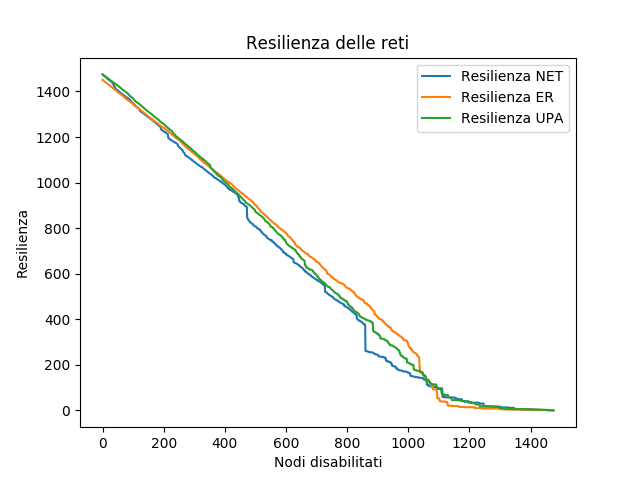 Resilienza delle reti
Resilienza NET
Resilienza ER
Resilienza UPA
Resilienza
1400
1200
1000
800
600
400
200
0
0 200 400 600 800 1000 1200 1400
Nodi disabilitati